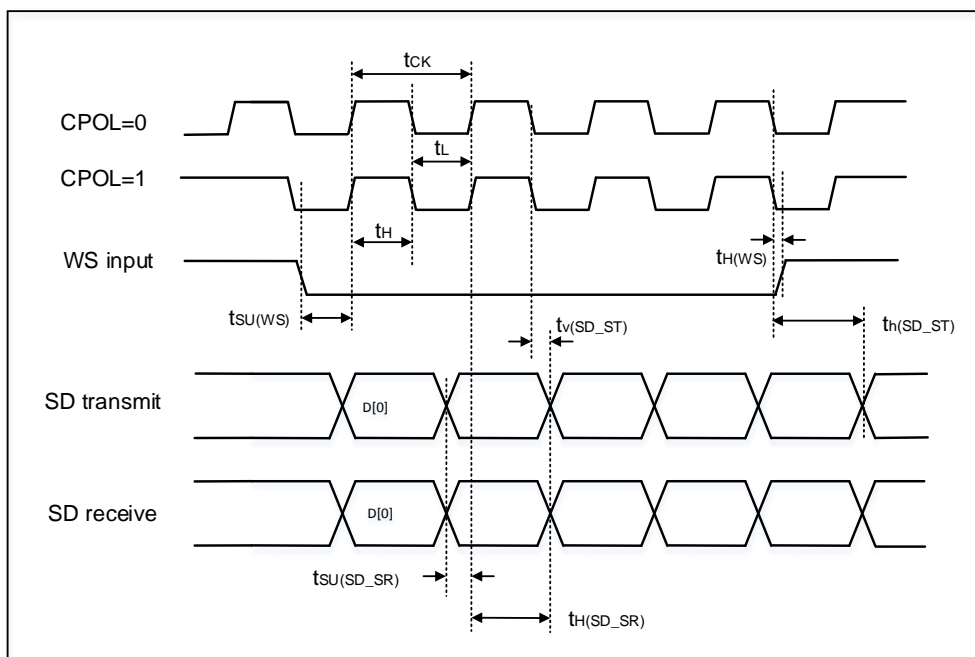 tCK
CPOL=0
tL
CPOL=1
tH
tH(WS)
WS input
tSU(WS)
tv(SD_ST)
th(SD_ST)
SD transmit
D[0]
SD receive
D[0]
tSU(SD_SR)
tH(SD_SR)